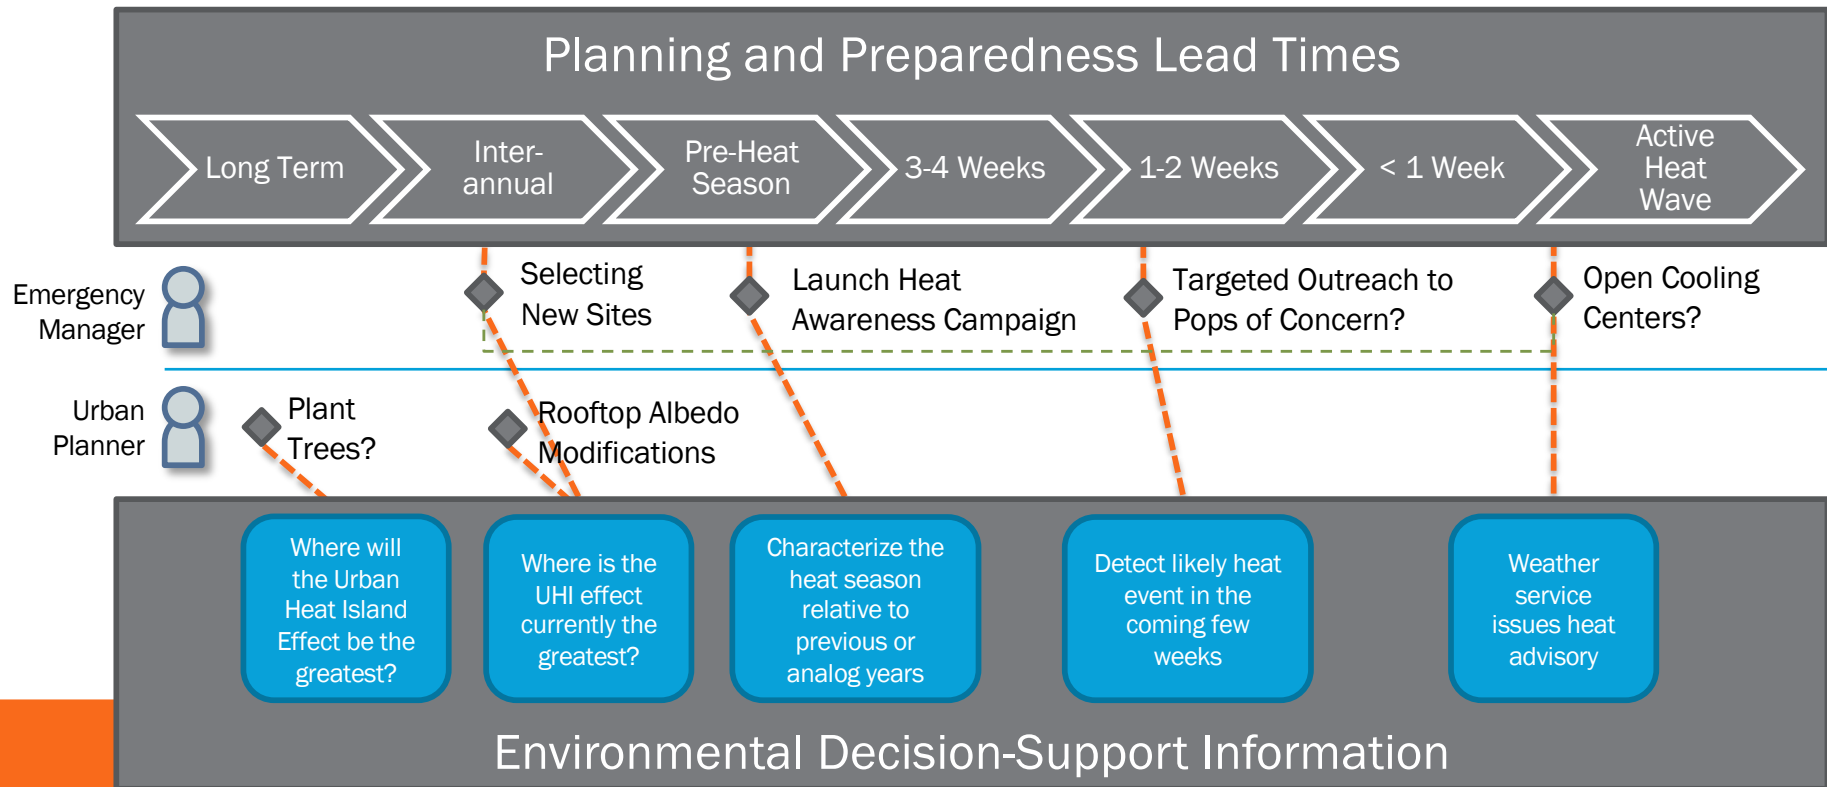 Planning and Preparedness Lead Times
Long Term
Inter-
annual
Pre-Heat
Season
3-4 Weeks
1-2 Weeks
< 1 Week
Active
Heat
Wave
Emergency
Manager
Selecting
New Sites
Launch Heat
Awareness Campaign
Targeted Outreach to
Pops of Concern?
Open Cooling
Centers?
Urban
Planner
Plant
Trees?
Rooftop Albedo
Modifications
Where will
the Urban
Heat Island
Effect be the
greatest?
Where is the
UHI effect
currently the
greatest?
Characterize the
heat season
relative to
previous or
analog years
Detect likely heat
event in the
coming few
weeks
Weather
service
issues heat
advisory
Environmental Decision-Support Information